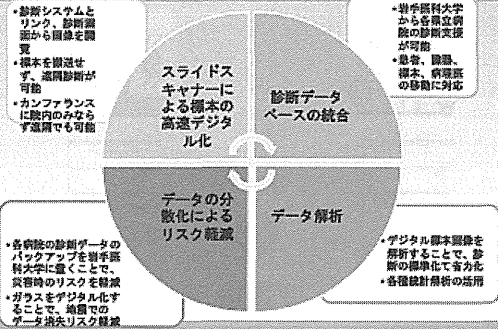 ・診断システムと
リンク、診断画
面から画像を閲
覧
・標本を搬送せ
ず、遠隔診断が
可能
・カンファランス
に院内のみなら
ず遠隔でも可能
・岩手医科大学
から各県立病
院の診断支援
が可能
・患者、臓器、
標本、病理医
の移動に対応
スライドス
キャナーに
よる標本の
高速デジタ
ル化
診断データ
ベースの統合
データの分
散化による
リスク軽減
データ解析
・各病院の診断データの
バックアップを岩手医
科大学に置くことで、
災害時のリスクを軽減
・ガラスをデジタル化す
ることで、地震での
データ消失リスク軽減
・デジタル標本画像を
解析することで、診
断の標準化て省力化
・各種統計解析の活用